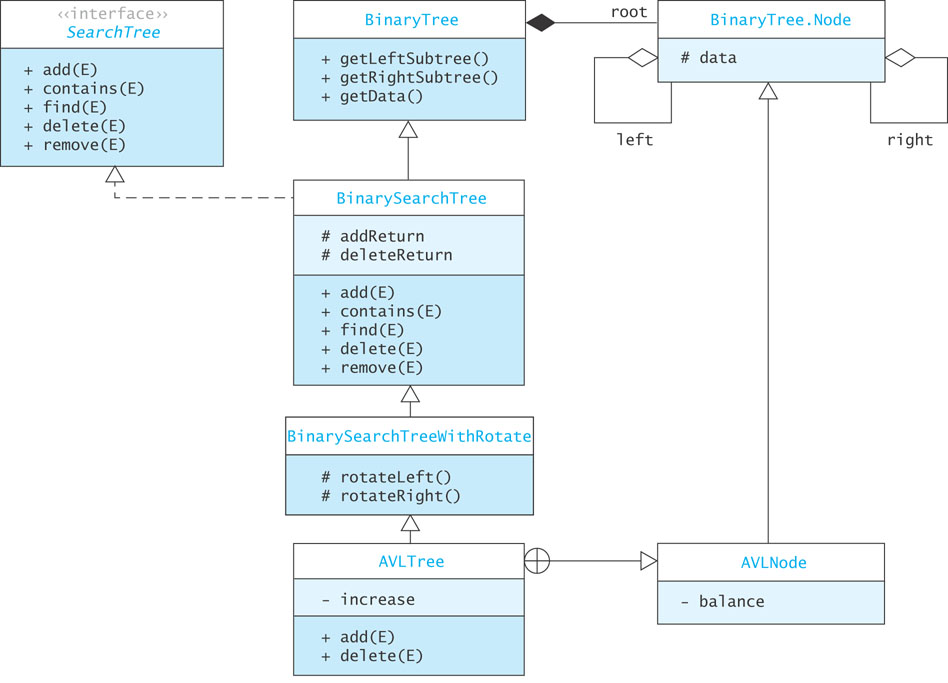 ‹‹interface››
SearchTree
+ add(E)
+ contains(E)
+ find(E)
+ delete(E)
+ remove(E)
BinaryTree
+ getLeftSubtree()
+ getRightSubtree()
+ getData()
root
BinaryTree.Node
# data
left
right
BinarySearchTree
# addReturn
# deleteReturn
+ add(E)
+ contains(E)
+ find(E)
+ delete(E)
+ remove(E)
BinarySearchTreeWithRotate
# rotateLeft()
# rotateRight()
AVLTree
- increase
+ add(E)
+ delete(E)
AVLNode
- balance